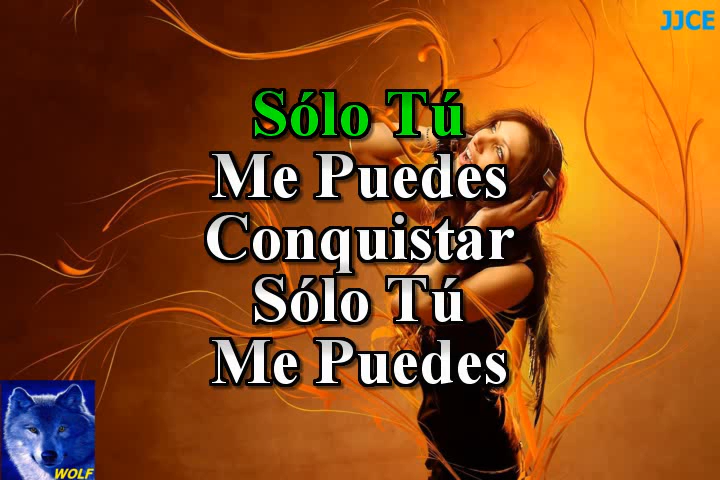 JJCE
Sólo Tú
Me Puedes
Conquistar
Sólo Tú
Me Puedes
WOLF